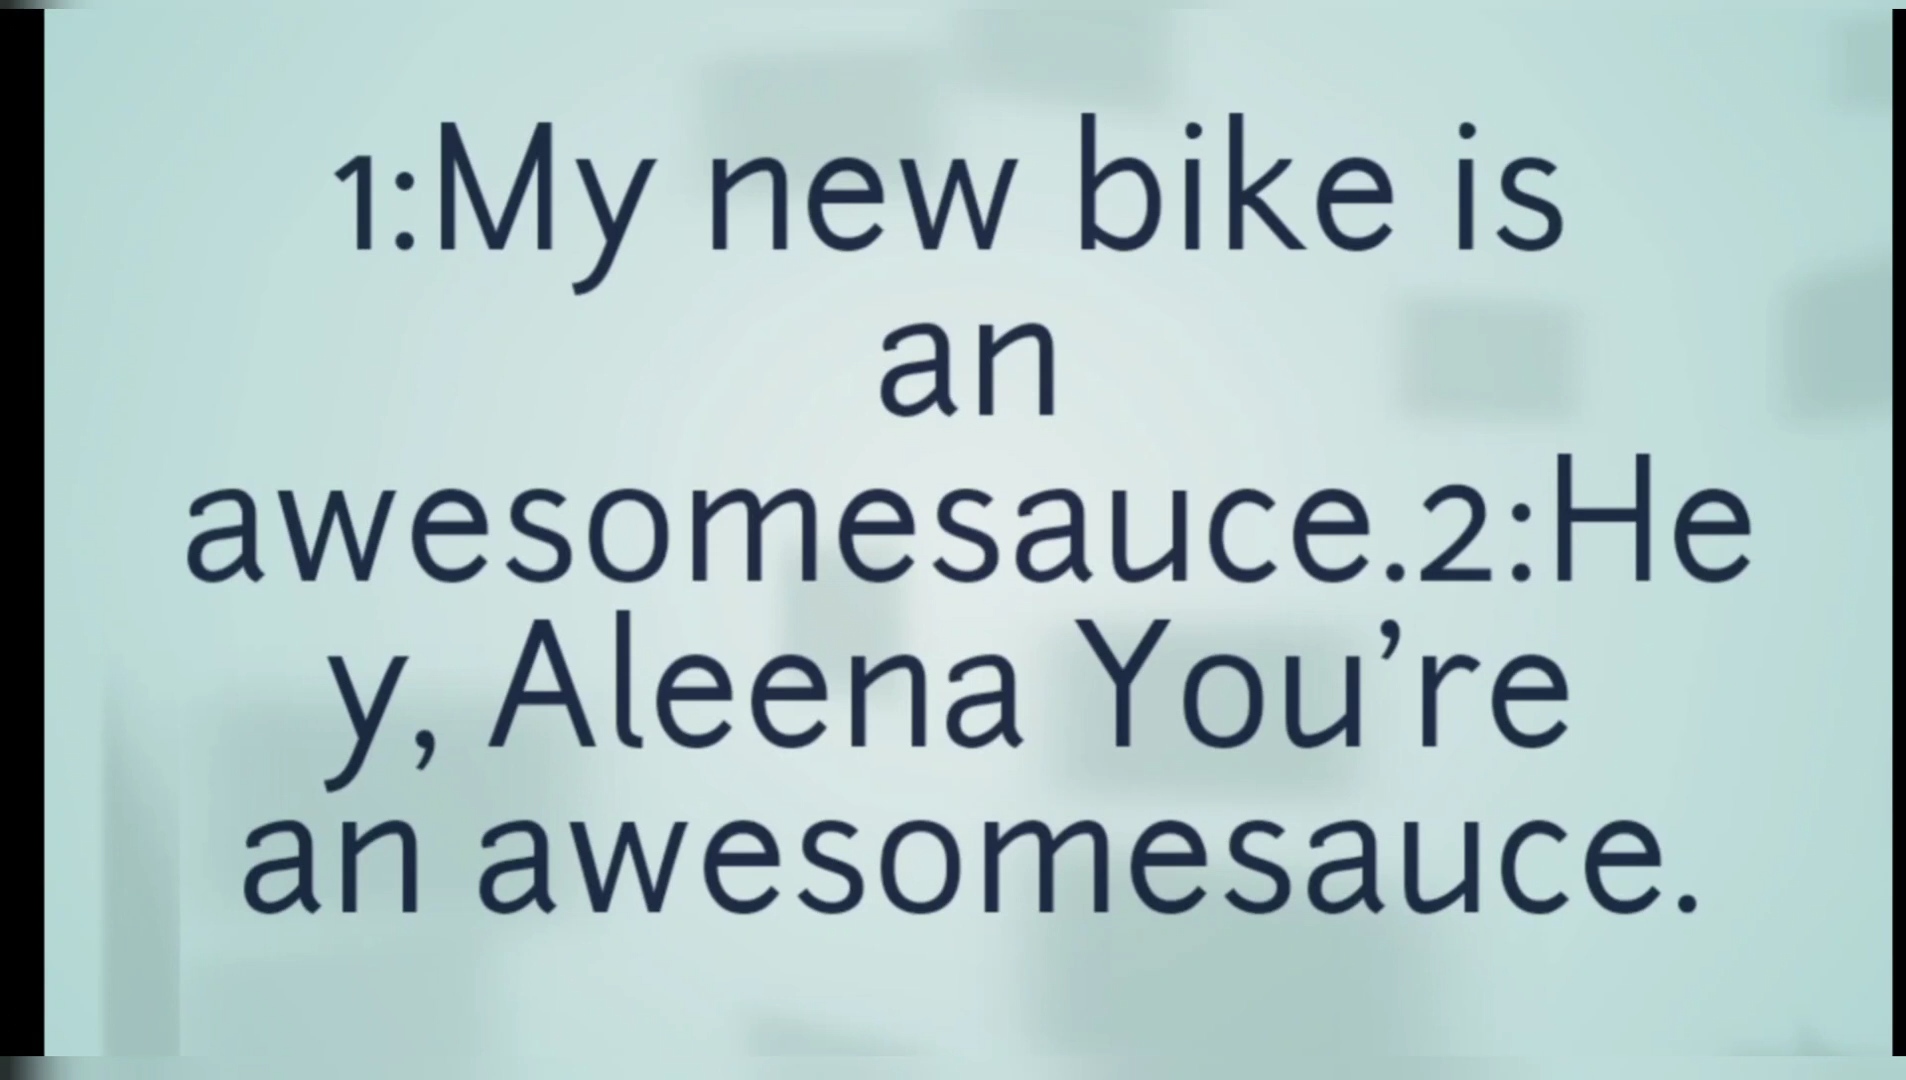 1:My new bike is
an
awesomesauce.2:He
y, Aleena You’re
an awesomesauce.